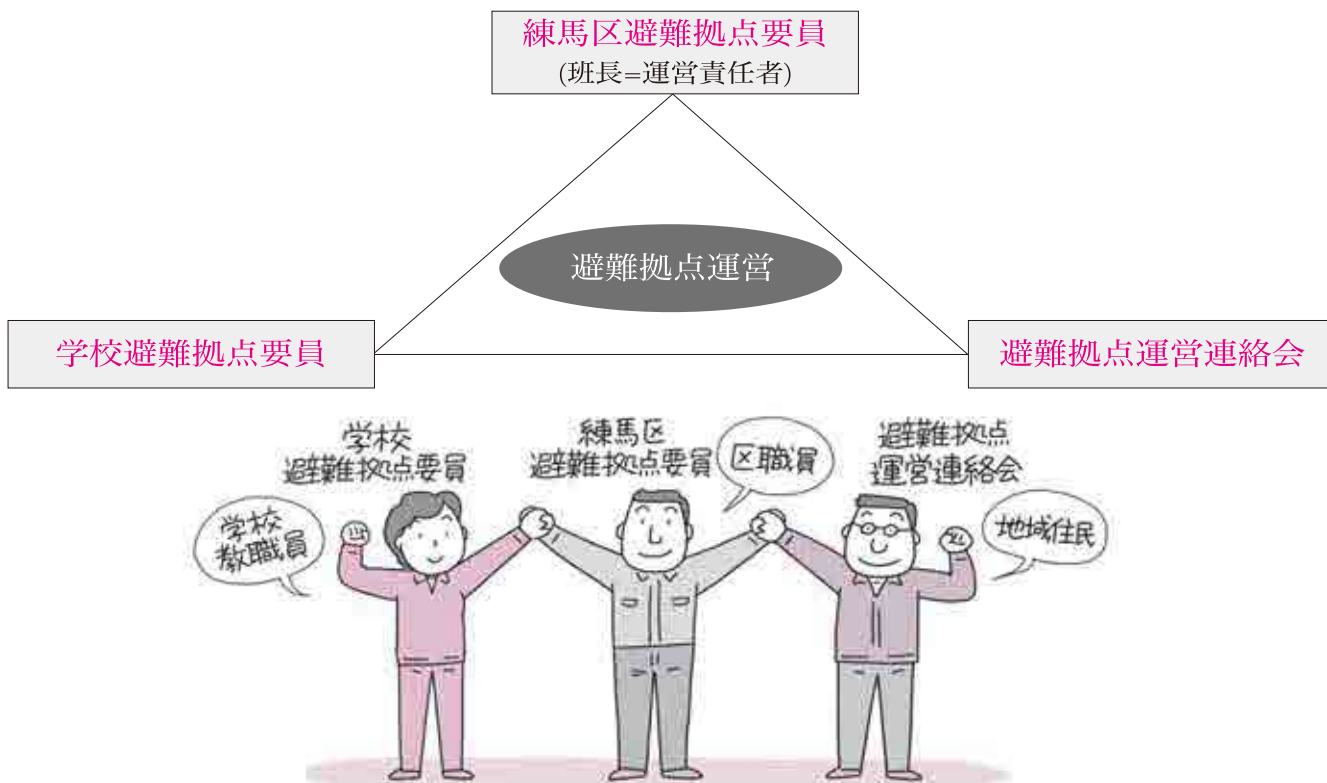 練馬区避難拠点要員
(班長=運営責任者)
避難拠点運営
学校避難拠点要員
避難拠点運営連絡会
学校
避難拠点要員
練馬区
避難拠点要員
区職員
避難拠点
運営連絡会
学校
教職員
地域住民